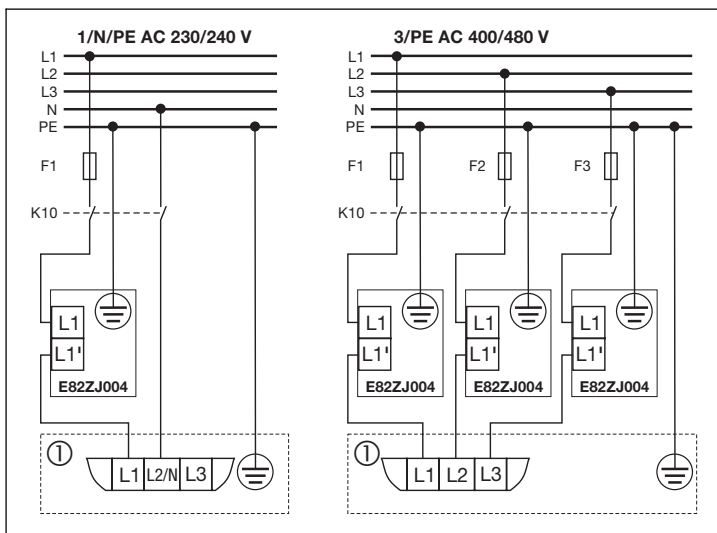 1/N/PE AC 230/240 V
L1
L2
L3
N
PE
F1
K10
L1
L1'
E82ZJ004
①
L1 L2/N L3
3/PE AC 400/480 V
L1
L2
L3
N
PE
F1 F2 F3
K10
L1 L1 L1
L1' L1' L1'
E82ZJ004 E82ZJ004 E82ZJ004
①
L1 L2 L3